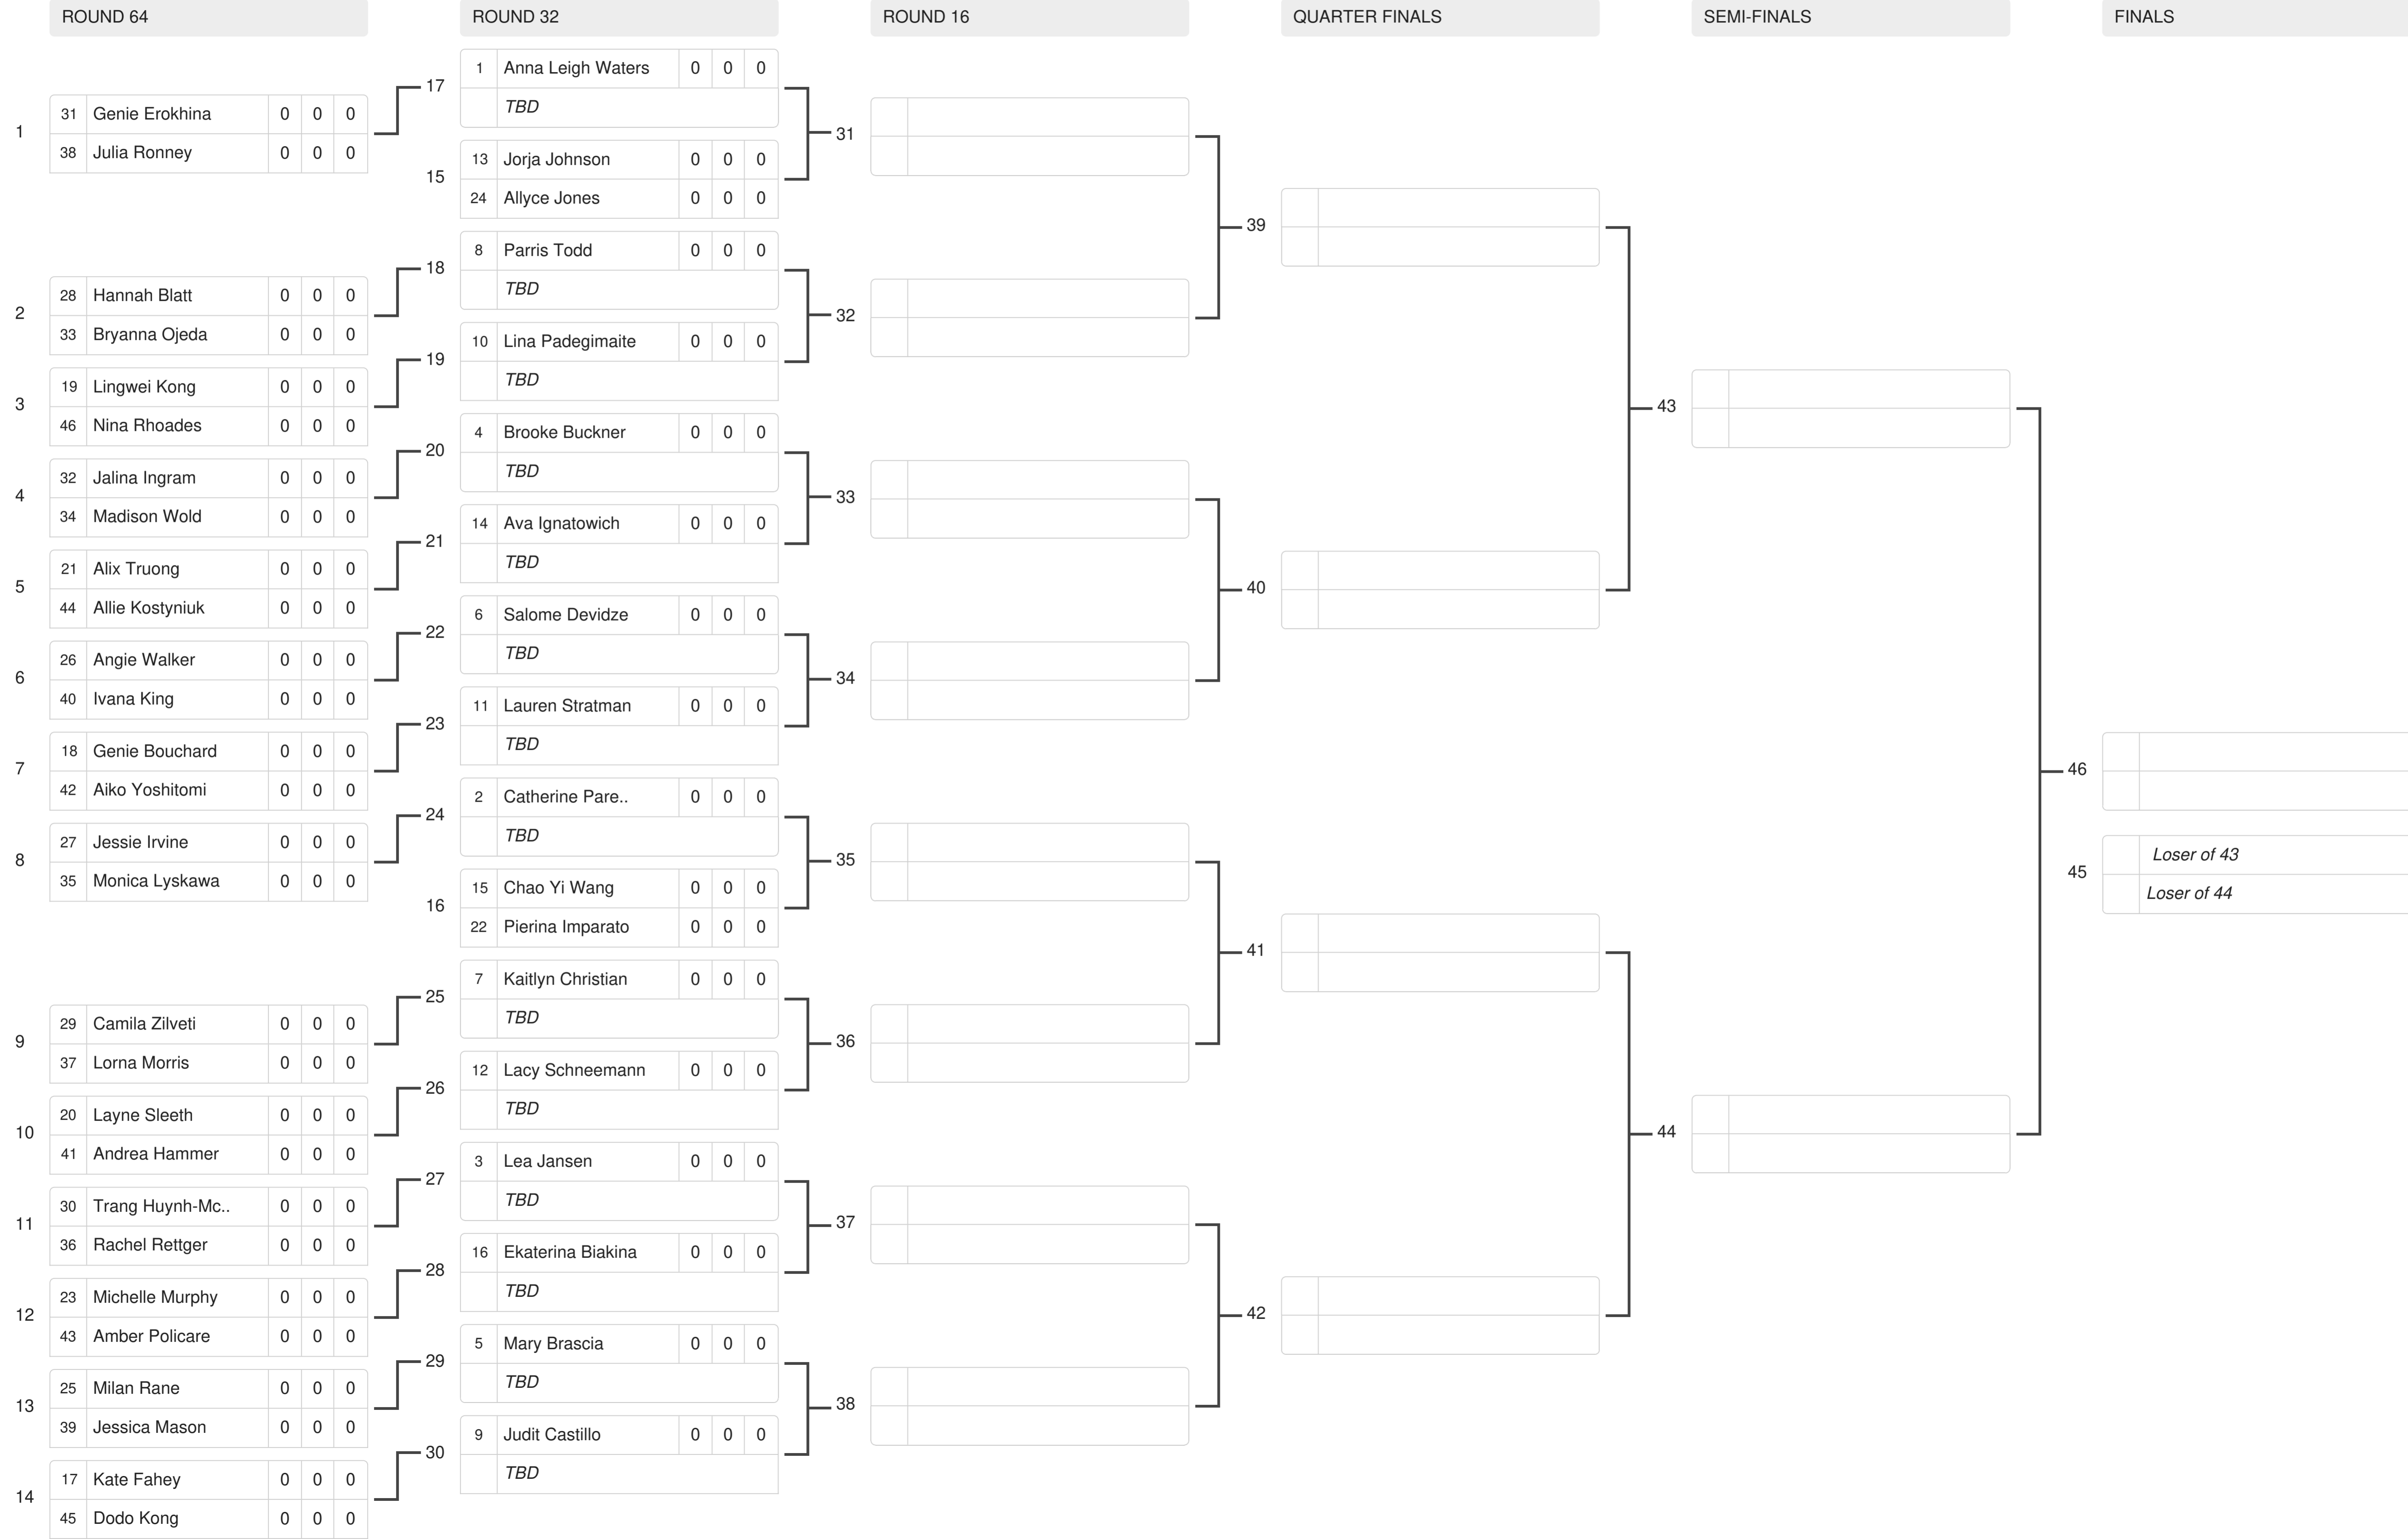 ROUND 64
1
31 Genie Erokhina 0 0 0
38 Julia Ronney 0 0 0
2
28 Hannah Blatt 0 0 0
33 Bryanna Ojeda 0 0 0
3
19 Lingwei Kong 0 0 0
46 Nina Rhoades 0 0 0
4
32 Jalina Ingram 0 0 0
34 Madison Wold 0 0 0
5
21 Alix Truong 0 0 0
44 Allie Kostyniuk 0 0 0
6
26 Angie Walker 0 0 0
40 Ivana King 0 0 0
7
18 Genie Bouchard 0 0 0
42 Aiko Yoshitomi 0 0 0
8
27 Jessie Irvine 0 0 0
35 Monica Lyskawa 0 0 0
9
29 Camila Zilveti 0 0 0
37 Lorna Morris 0 0 0
10
20 Layne Sleeth 0 0 0
41 Andrea Hammer 0 0 0
11
30 Trang Huynh-Mc.. 0 0 0
36 Rachel Rettger 0 0 0
12
23 Michelle Murphy 0 0 0
43 Amber Policare 0 0 0
13
25 Milan Rane 0 0 0
39 Jessica Mason 0 0 0
14
17 Kate Fahey 0 0 0
45 Dodo Kong 0 0 0
ROUND 32
17
1 Anna Leigh Waters 0 0 0
TBD
15
13 Jorja Johnson 0 0 0
24 Allyce Jones 0 0 0
18
8 Parris Todd 0 0 0
TBD
19
10 Lina Padegimaite 0 0 0
TBD
20
4 Brooke Buckner 0 0 0
TBD
21
14 Ava Ignatowich 0 0 0
TBD
22
6 Salome Devidze 0 0 0
TBD
23
11 Lauren Stratman 0 0 0
TBD
24
2 Catherine Pare.. 0 0 0
TBD
16
15 Chao Yi Wang 0 0 0
22 Pierina Imparato 0 0 0
25
7 Kaitlyn Christian 0 0 0
TBD
26
12 Lacy Schneemann 0 0 0
TBD
27
3 Lea Jansen 0 0 0
TBD
28
16 Ekaterina Biakina 0 0 0
TBD
29
5 Mary Brascia 0 0 0
TBD
30
9 Judit Castillo 0 0 0
TBD
ROUND 16
31
32
33
34
35
36
37
38
QUARTER FINALS
39
40
41
42
SEMI-FINALS
43
44
FINALS
46
45
Loser of 43
Loser of 44